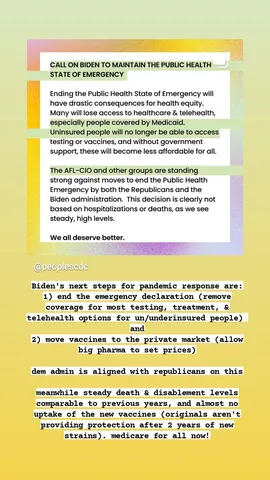 CALL ON BIDEN TO MAINTAIN THE PUBLIC HEALTH
STATE OF EMERGENCY
Ending the Public Health State of Emergency will
have drastic consequences for health equity.
Many will lose access to healthcare & telehealth,
especially people covered by Medicaid.
Uninsured people will no longer be able to access
testing or vaccines, and without government
support, these will become less affordable for all.
The AFL-CIO and other groups are standing
strong against moves to end the Public Health
Emergency by both the Republicans and the
Biden administration. This decision is clearly not
based on hospitalizations or deaths, as we see
steady, high levels.
We all deserve better.
@peoplescdc
Biden's next steps for pandemic response are:
1) end the emergency declaration (remove
coverage for most testing, treatment, &
telehealth options for un/underinsured people)
and
2) move vaccines to the private market (allow
big pharma to set prices)
dem admin is aligned with republicans on this
meanwhile steady death & disablement levels
comparable to previous years, and almost no
uptake of the new vaccines (originals aren't
providing protection after 2 years of new
strains). medicare for all now!